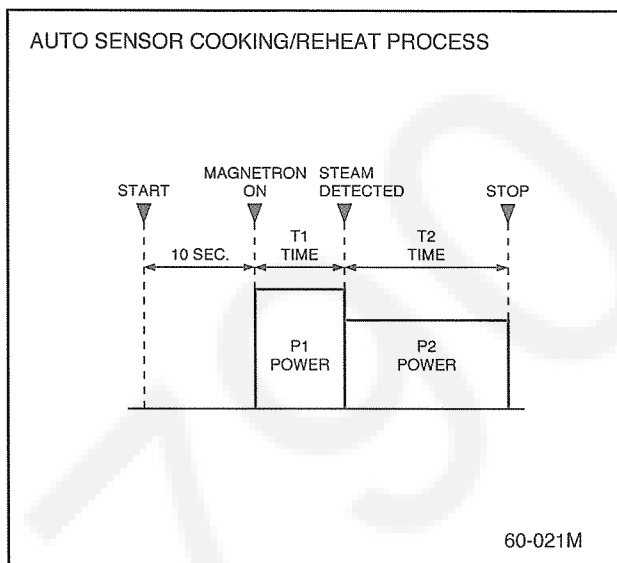 AUTO SENSOR COOKING/REHEAT PROCESS
START
MAGNETRON
ON
STEAM
DETECTED
STOP
10 SEC.
T1
TIME
T2
TIME
P1
POWER
P2
POWER
60-021M